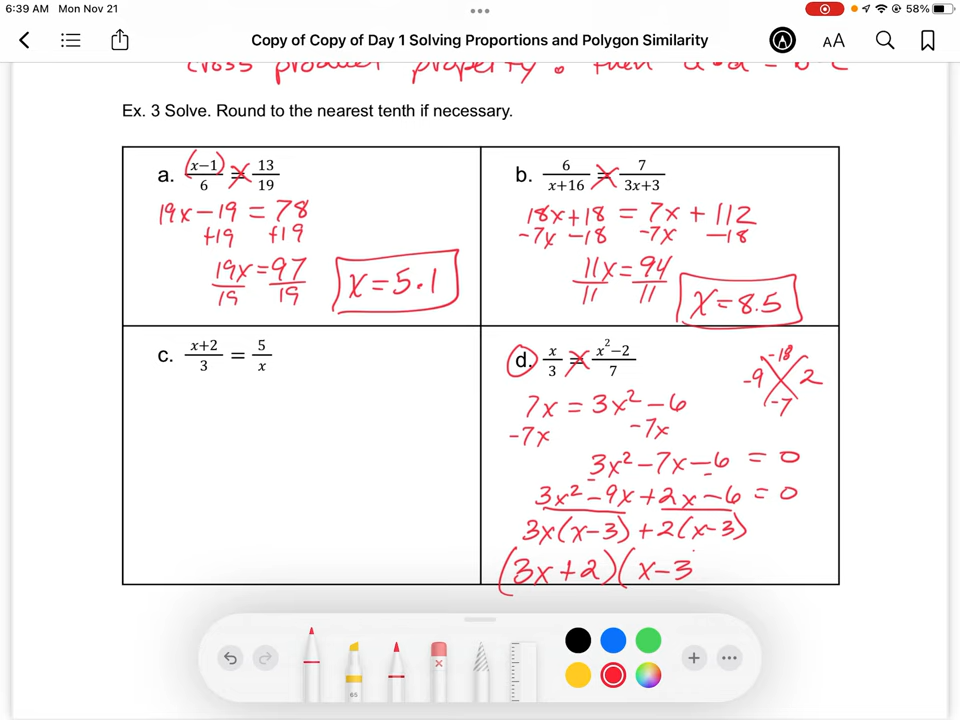 6:39 AM Mon Nov 21
58%
Copy of Copy of Day 1 Solving Proportions and Polygon Similarity
AA
cross product property : then a·d = b·c
Ex. 3 Solve. Round to the nearest tenth if necessary.
a. (x−1)/6 = 13/19
19x − 19 = 78
+19 +19
19x = 97
19 19
x = 5.1
b. 6/(x+16) = 7/(3x+3)
18x + 18 = 7x + 112
-7x -18 -7x -18
11x = 94
11 11
x = 8.5
c. (x+2)/3 = 5/x
d. x/3 = (x²−2)/7
-18
-9 2
-7
7x = 3x² − 6
-7x -7x
3x² − 7x − 6 = 0
3x² − 9x + 2x − 6 = 0
3x(x−3) + 2(x−3)
(3x+2)(x−3
65